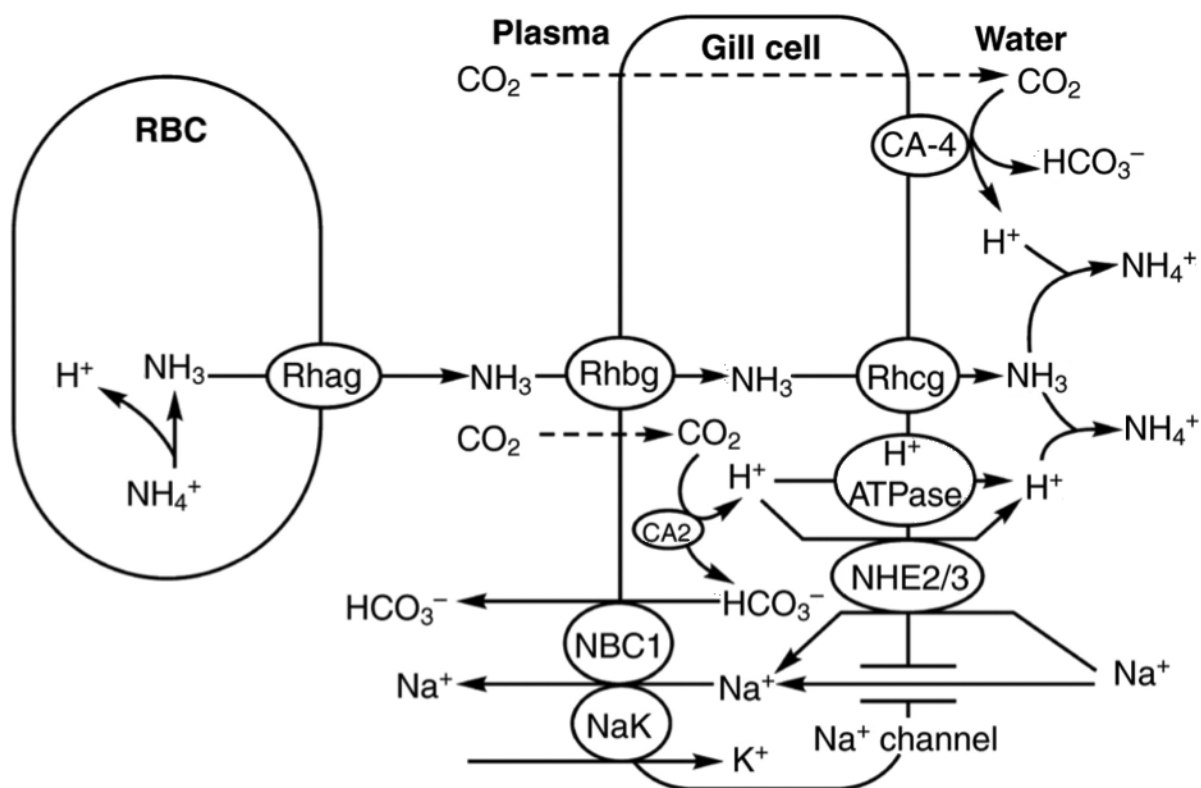 Plasma
Gill cell
Water
CO₂
CO₂
RBC
CA-4
HCO₃⁻
H⁺
NH₄⁺
H⁺
NH₃
Rhag
NH₃
Rhbg
NH₃
Rhcg
NH₃
NH₄⁺
CO₂
CO₂
NH₄⁺
H⁺
H⁺
ATPase
H⁺
CA2
NHE2/3
HCO₃⁻
HCO₃⁻
NBC1
Na⁺
Na⁺
Na⁺
NaK
Na⁺ channel
K⁺